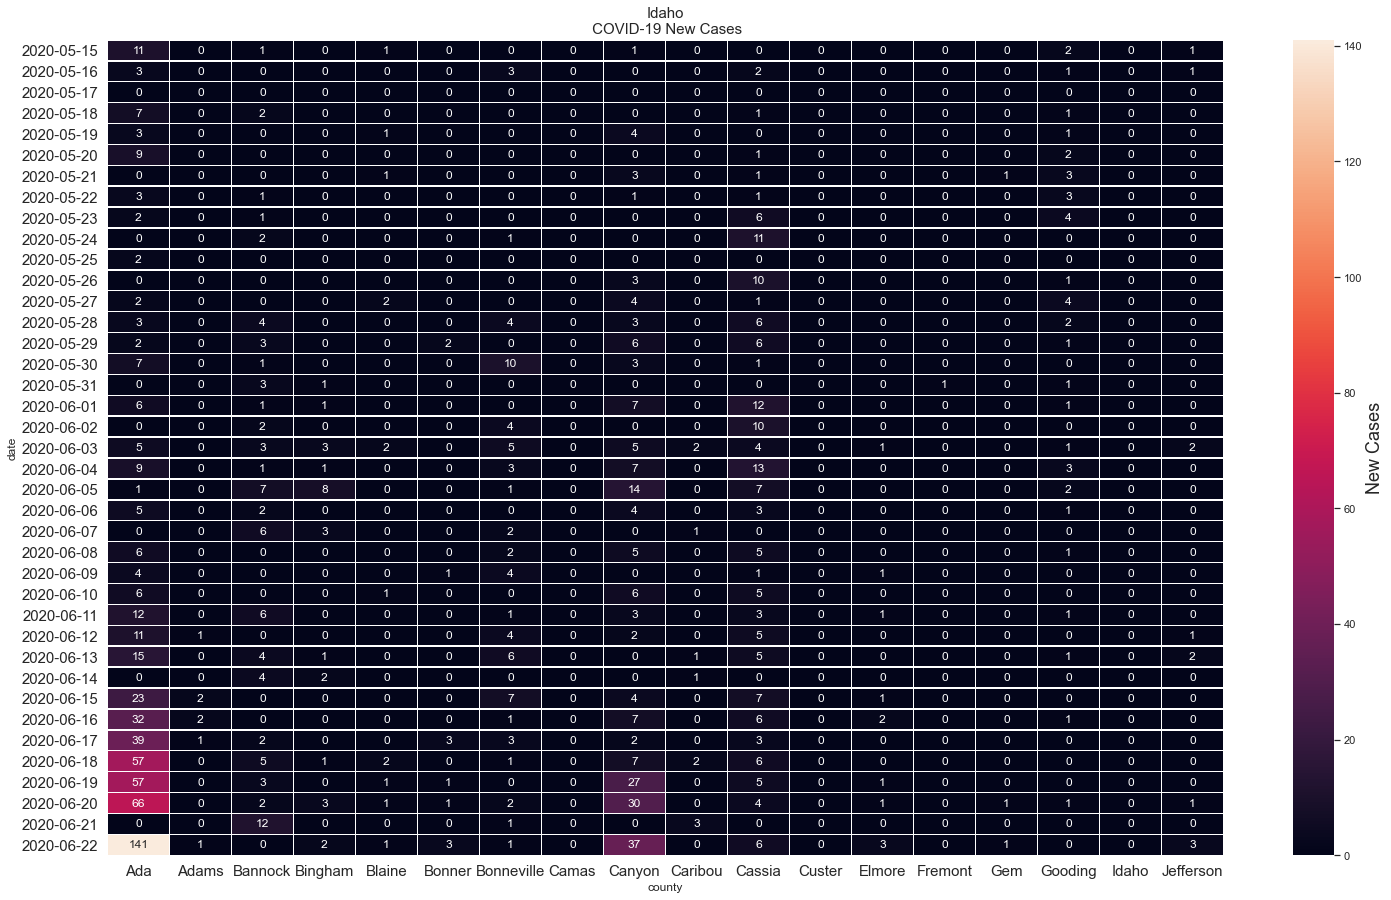 Idaho
COVID-19 New Cases
2020-05-15 11 0 1 0 1 0 0 0 1 0 0 0 0 0 0 2 0 1
2020-05-16 3 0 0 0 0 0 3 0 0 0 2 0 0 0 0 1 0 1
2020-05-17 0 0 0 0 0 0 0 0 0 0 0 0 0 0 0 0 0 0
2020-05-18 7 0 2 0 0 0 0 0 0 0 1 0 0 0 0 1 0 0
2020-05-19 3 0 0 0 1 0 0 0 4 0 0 0 0 0 0 1 0 0
2020-05-20 9 0 0 0 0 0 0 0 0 0 1 0 0 0 0 2 0 0
2020-05-21 0 0 0 0 1 0 0 0 3 0 1 0 0 0 1 3 0 0
2020-05-22 3 0 1 0 0 0 0 0 1 0 1 0 0 0 0 3 0 0
2020-05-23 2 0 1 0 0 0 0 0 0 0 6 0 0 0 0 4 0 0
2020-05-24 0 0 2 0 0 0 1 0 0 0 11 0 0 0 0 0 0 0
2020-05-25 2 0 0 0 0 0 0 0 0 0 0 0 0 0 0 0 0 0
2020-05-26 0 0 0 0 0 0 0 0 3 0 10 0 0 0 0 1 0 0
2020-05-27 2 0 0 0 2 0 0 0 4 0 1 0 0 0 0 4 0 0
2020-05-28 3 0 4 0 0 0 4 0 3 0 6 0 0 0 0 2 0 0
2020-05-29 2 0 3 0 0 2 0 0 6 0 6 0 0 0 0 1 0 0
2020-05-30 7 0 1 0 0 0 10 0 3 0 1 0 0 0 0 0 0 0
2020-05-31 0 0 3 1 0 0 0 0 0 0 0 0 0 1 0 1 0 0
2020-06-01 6 0 1 1 0 0 0 0 7 0 12 0 0 0 0 1 0 0
2020-06-02 0 0 2 0 0 0 4 0 0 0 10 0 0 0 0 0 0 0
2020-06-03 5 0 3 3 2 0 5 0 5 2 4 0 1 0 0 1 0 2
2020-06-04 9 0 1 1 0 0 3 0 7 0 13 0 0 0 0 3 0 0
2020-06-05 1 0 7 8 0 0 1 0 14 0 7 0 0 0 0 2 0 0
2020-06-06 5 0 2 0 0 0 0 0 4 0 3 0 0 0 0 1 0 0
2020-06-07 0 0 6 3 0 0 2 0 0 1 0 0 0 0 0 0 0 0
2020-06-08 6 0 0 0 0 0 2 0 5 0 5 0 0 0 0 1 0 0
2020-06-09 4 0 0 0 0 1 4 0 0 0 1 0 1 0 0 0 0 0
2020-06-10 6 0 0 0 1 0 0 0 6 0 5 0 0 0 0 0 0 0
2020-06-11 12 0 6 0 0 0 1 0 3 0 3 0 1 0 0 1 0 0
2020-06-12 11 1 0 0 0 0 4 0 2 0 5 0 0 0 0 0 0 1
2020-06-13 15 0 4 1 0 0 6 0 0 1 5 0 0 0 0 1 0 2
2020-06-14 0 0 4 2 0 0 0 0 0 1 0 0 0 0 0 0 0 0
2020-06-15 23 2 0 0 0 0 7 0 4 0 7 0 1 0 0 0 0 0
2020-06-16 32 2 0 0 0 0 1 0 7 0 6 0 2 0 0 1 0 0
2020-06-17 39 1 2 0 0 3 3 0 2 0 3 0 0 0 0 0 0 0
2020-06-18 57 0 5 1 2 0 1 0 7 2 6 0 0 0 0 0 0 0
2020-06-19 57 0 3 0 1 1 0 0 27 0 5 0 1 0 0 0 0 0
2020-06-20 66 0 2 3 1 1 2 0 30 0 4 0 1 0 1 1 0 1
2020-06-21 0 0 12 0 0 0 1 0 0 3 0 0 0 0 0 0 0 0
2020-06-22 141 1 0 2 1 3 1 0 37 0 6 0 3 0 1 0 0 3
Ada Adams Bannock Bingham Blaine Bonner Bonneville Camas Canyon Caribou Cassia Custer Elmore Fremont Gem Gooding Idaho Jefferson
county
date
140
120
100
80
60
40
20
0
New Cases